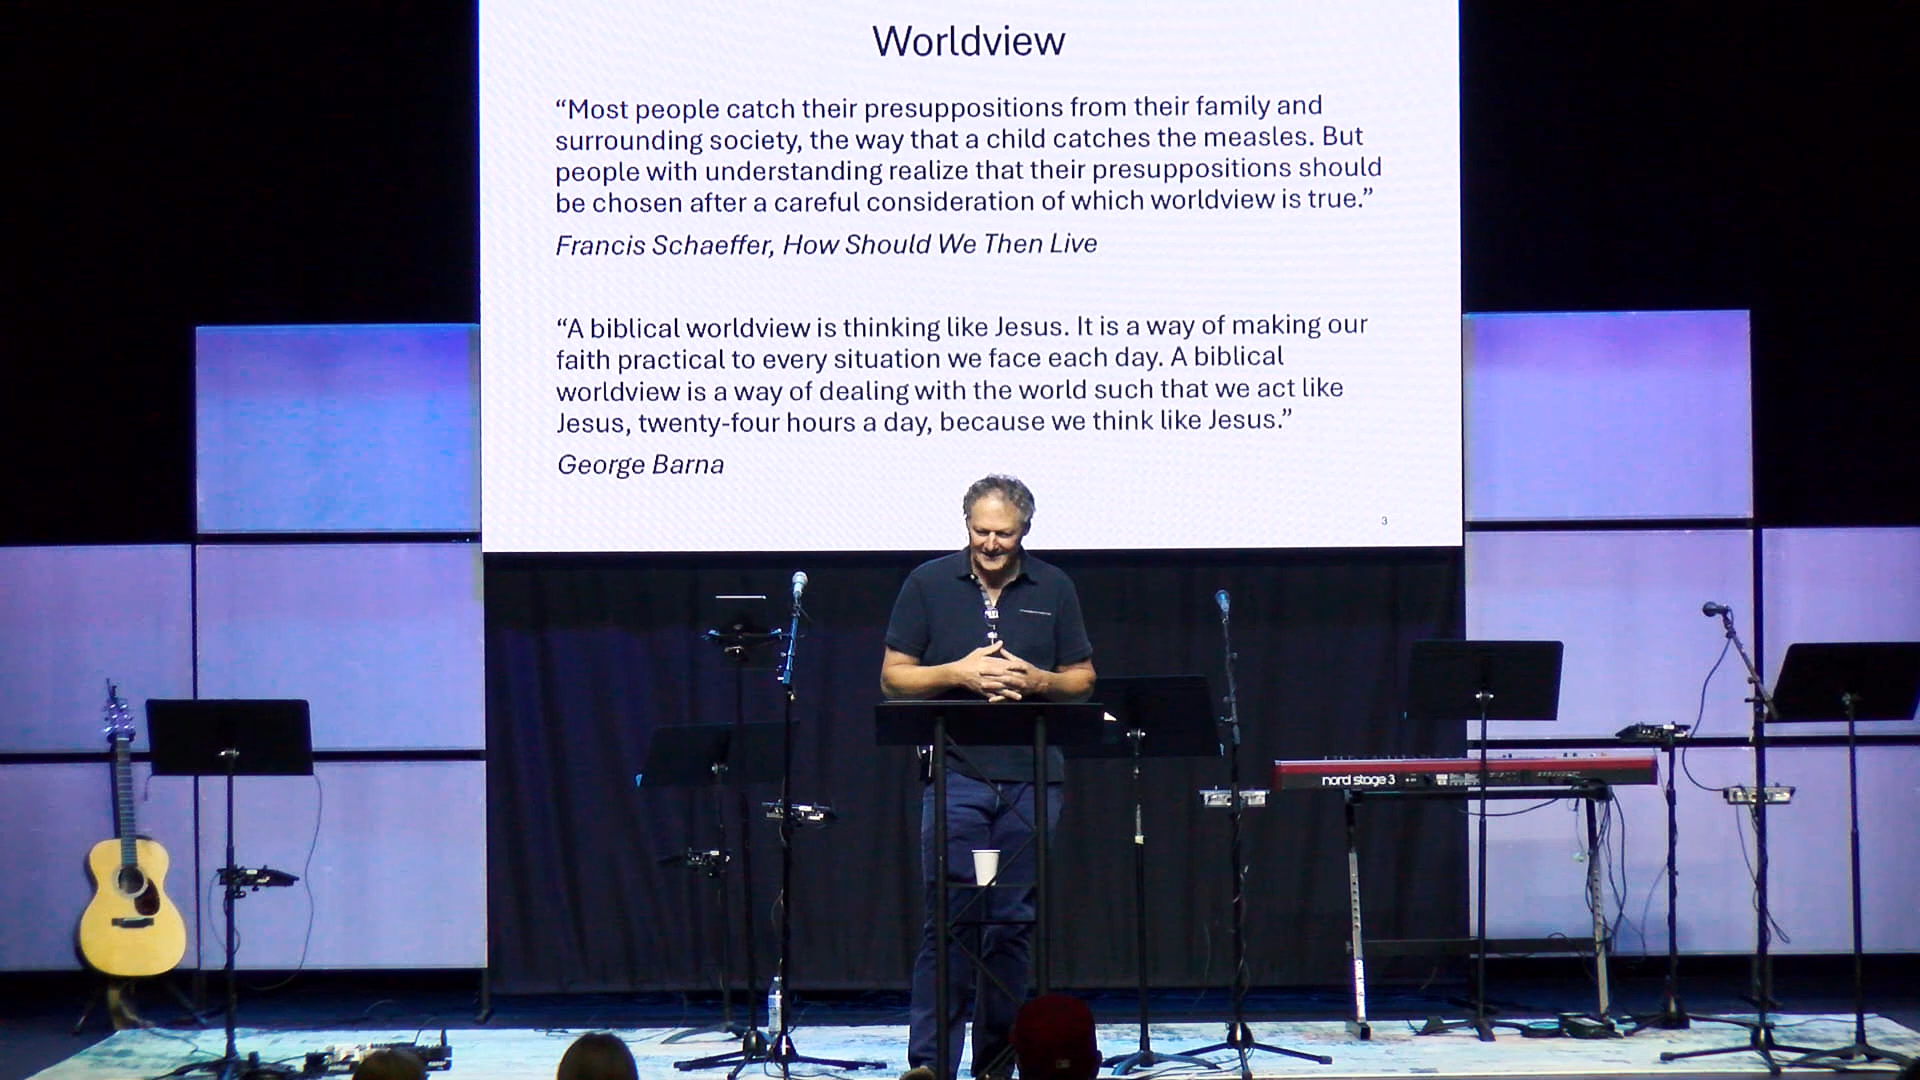 Worldview
“Most people catch their presuppositions from their family and
surrounding society, the way that a child catches the measles. But
people with understanding realize that their presuppositions should
be chosen after a careful consideration of which worldview is true.”
Francis Schaeffer, How Should We Then Live
“A biblical worldview is thinking like Jesus. It is a way of making our
faith practical to every situation we face each day. A biblical
worldview is a way of dealing with the world such that we act like
Jesus, twenty-four hours a day, because we think like Jesus.”
George Barna
3
nord stage 3